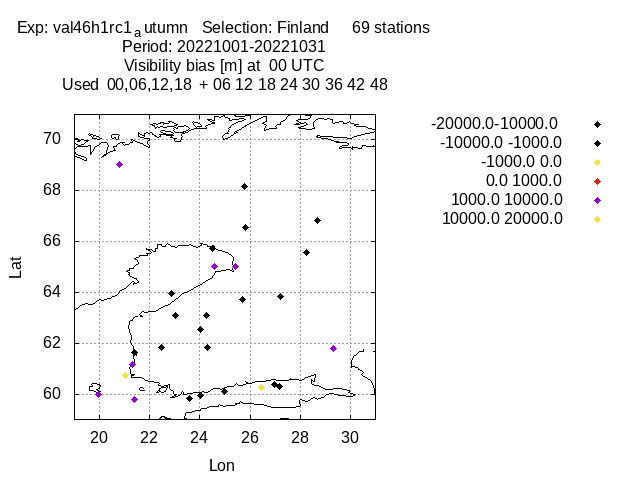 Exp: val46h1rc1autumn Selection: Finland 69 stations
Period: 20221001-20221031
Visibility bias [m] at 00 UTC
Used 00,06,12,18 + 06 12 18 24 30 36 42 48
-20000.0-10000.0
-10000.0 -1000.0
-1000.0 0.0
0.0 1000.0
1000.0 10000.0
10000.0 20000.0
70
68
66
64
62
60
Lat
20 22 24 26 28 30
Lon